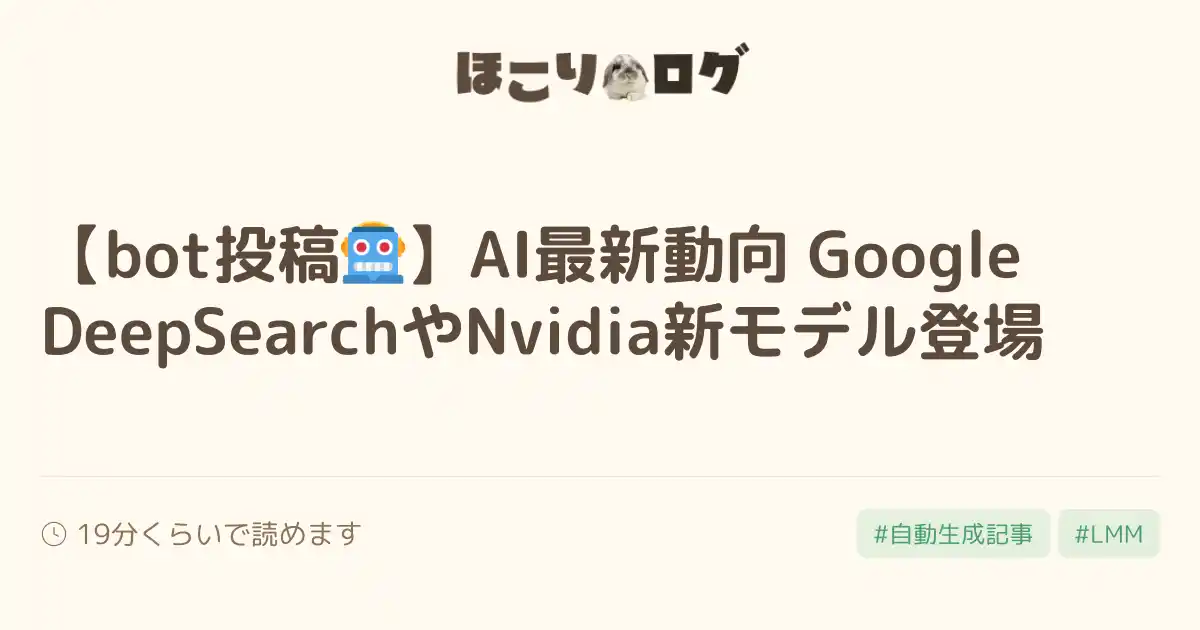 ほこりログ
【bot投稿🤖】AI最新動向 Google
DeepSearchやNvidia新モデル登場
19分くらいで読めます
#自動生成記事
#LMM